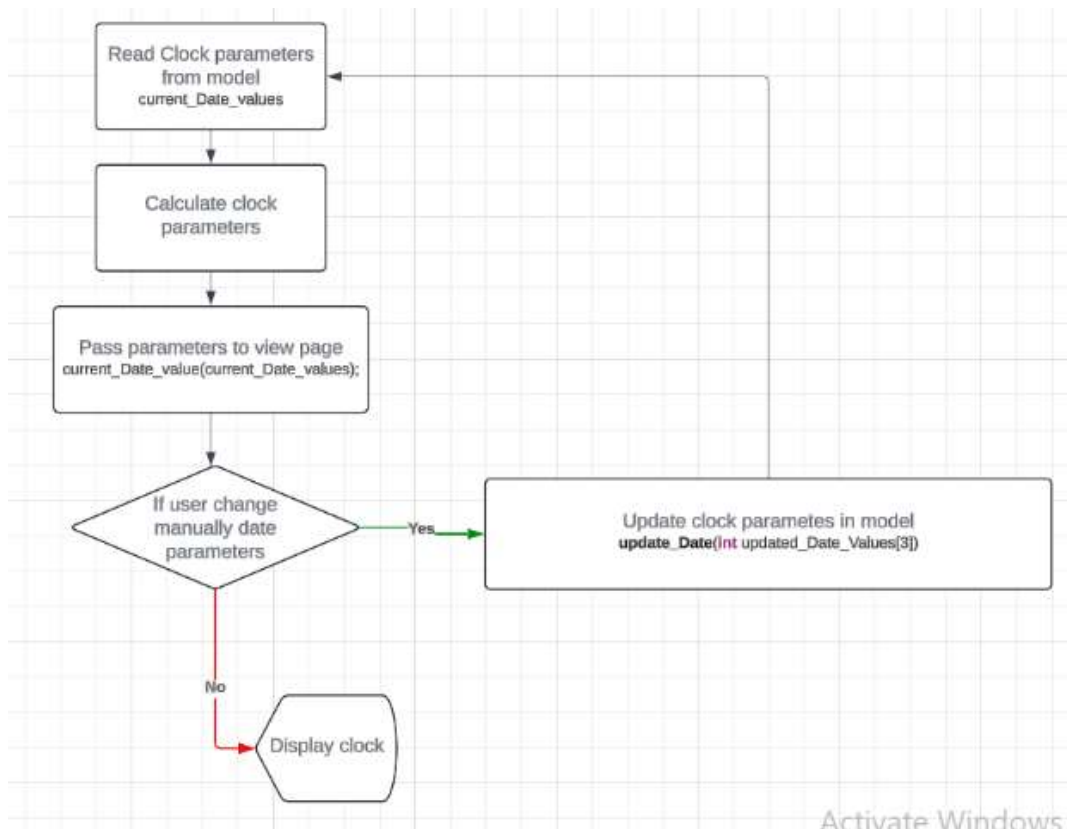 Read Clock parameters
from model
current_Date_values
Calculate clock
parameters
Pass parameters to view page
current_Date_value(current_Date_values);
If user change
manually date
parameters
Yes
Update clock parametes in model
update_Date(int updated_Date_Values[3])
No
Display clock
Activate Windows